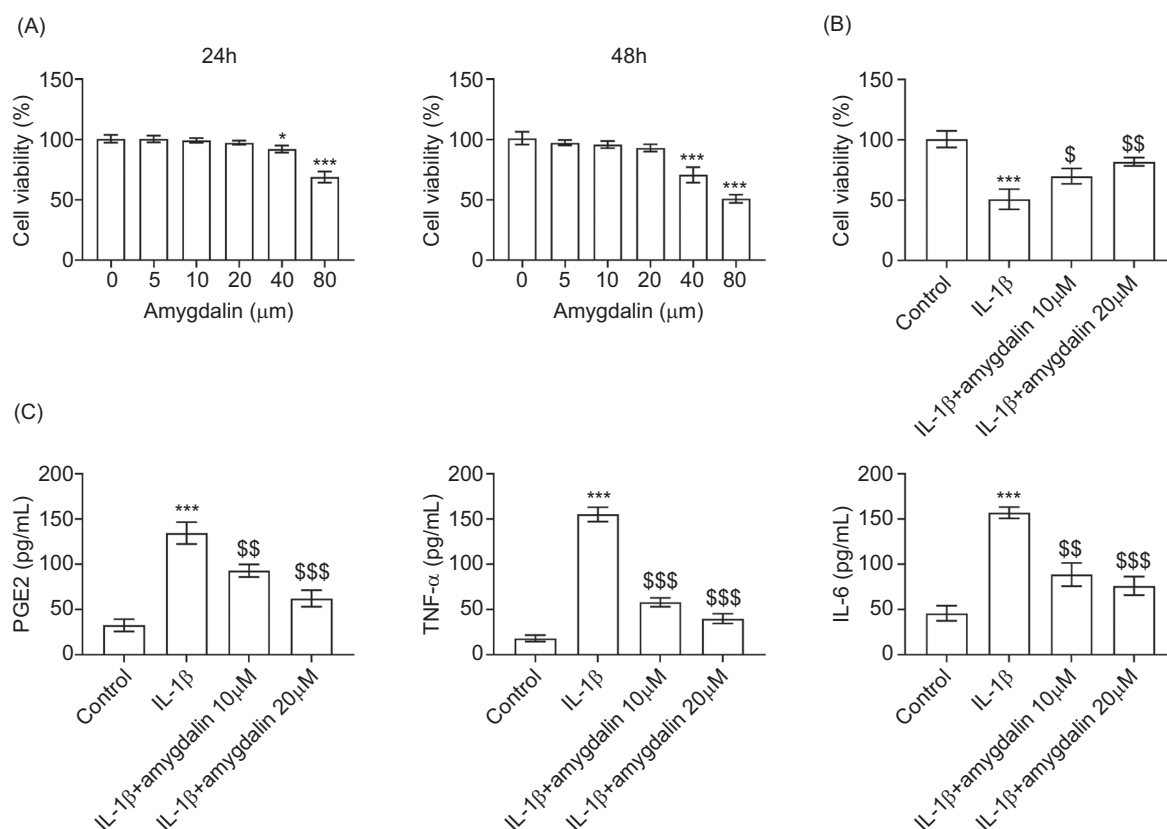 (A)
24h
Cell viability (%)
150
100
50
0
*
***
0 5 10 20 40 80
Amygdalin (μm)
48h
Cell viability (%)
150
100
50
0
***
***
0 5 10 20 40 80
Amygdalin (μm)
(B)
Cell viability (%)
150
100
50
0
***
$
$$
Control
IL-1β
IL-1β+amygdalin 10μM
IL-1β+amygdalin 20μM
(C)
PGE2 (pg/mL)
200
150
100
50
0
***
$$
$$$
Control
IL-1β
IL-1β+amygdalin 10μM
IL-1β+amygdalin 20μM
TNF-α (pg/mL)
200
150
100
50
0
***
$$$
$$$
Control
IL-1β
IL-1β+amygdalin 10μM
IL-1β+amygdalin 20μM
IL-6 (pg/mL)
200
150
100
50
0
***
$$
$$$
Control
IL-1β
IL-1β+amygdalin 10μM
IL-1β+amygdalin 20μM